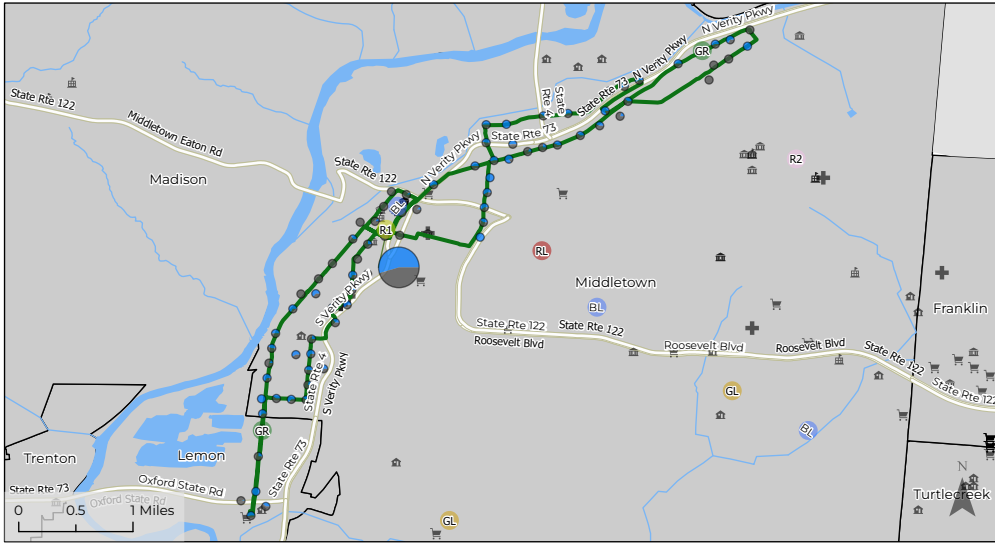 N Verity Pkwy
GR
N Verity Pkwy
State Rte 73
State Rte 4
State Rte 122
Middletown Eaton Rd
State Rte 73
N Verity Pkwy
State Rte 122
Madison
R2
BL
R1
RL
Middletown
BL
S Verity Pkwy
Franklin
State Rte 122
State Rte 122
Roosevelt Blvd
Roosevelt Blvd
Roosevelt Blvd
State Rte 122
State Rte 4
S Verity Pkwy
GL
State Rte 122
GR
BL
Trenton
Lemon
State Rte 73
N
Oxford State Rd
State Rte 73
Oxford State Rd
Turtlecreek
0 0.5 1 Miles
GL